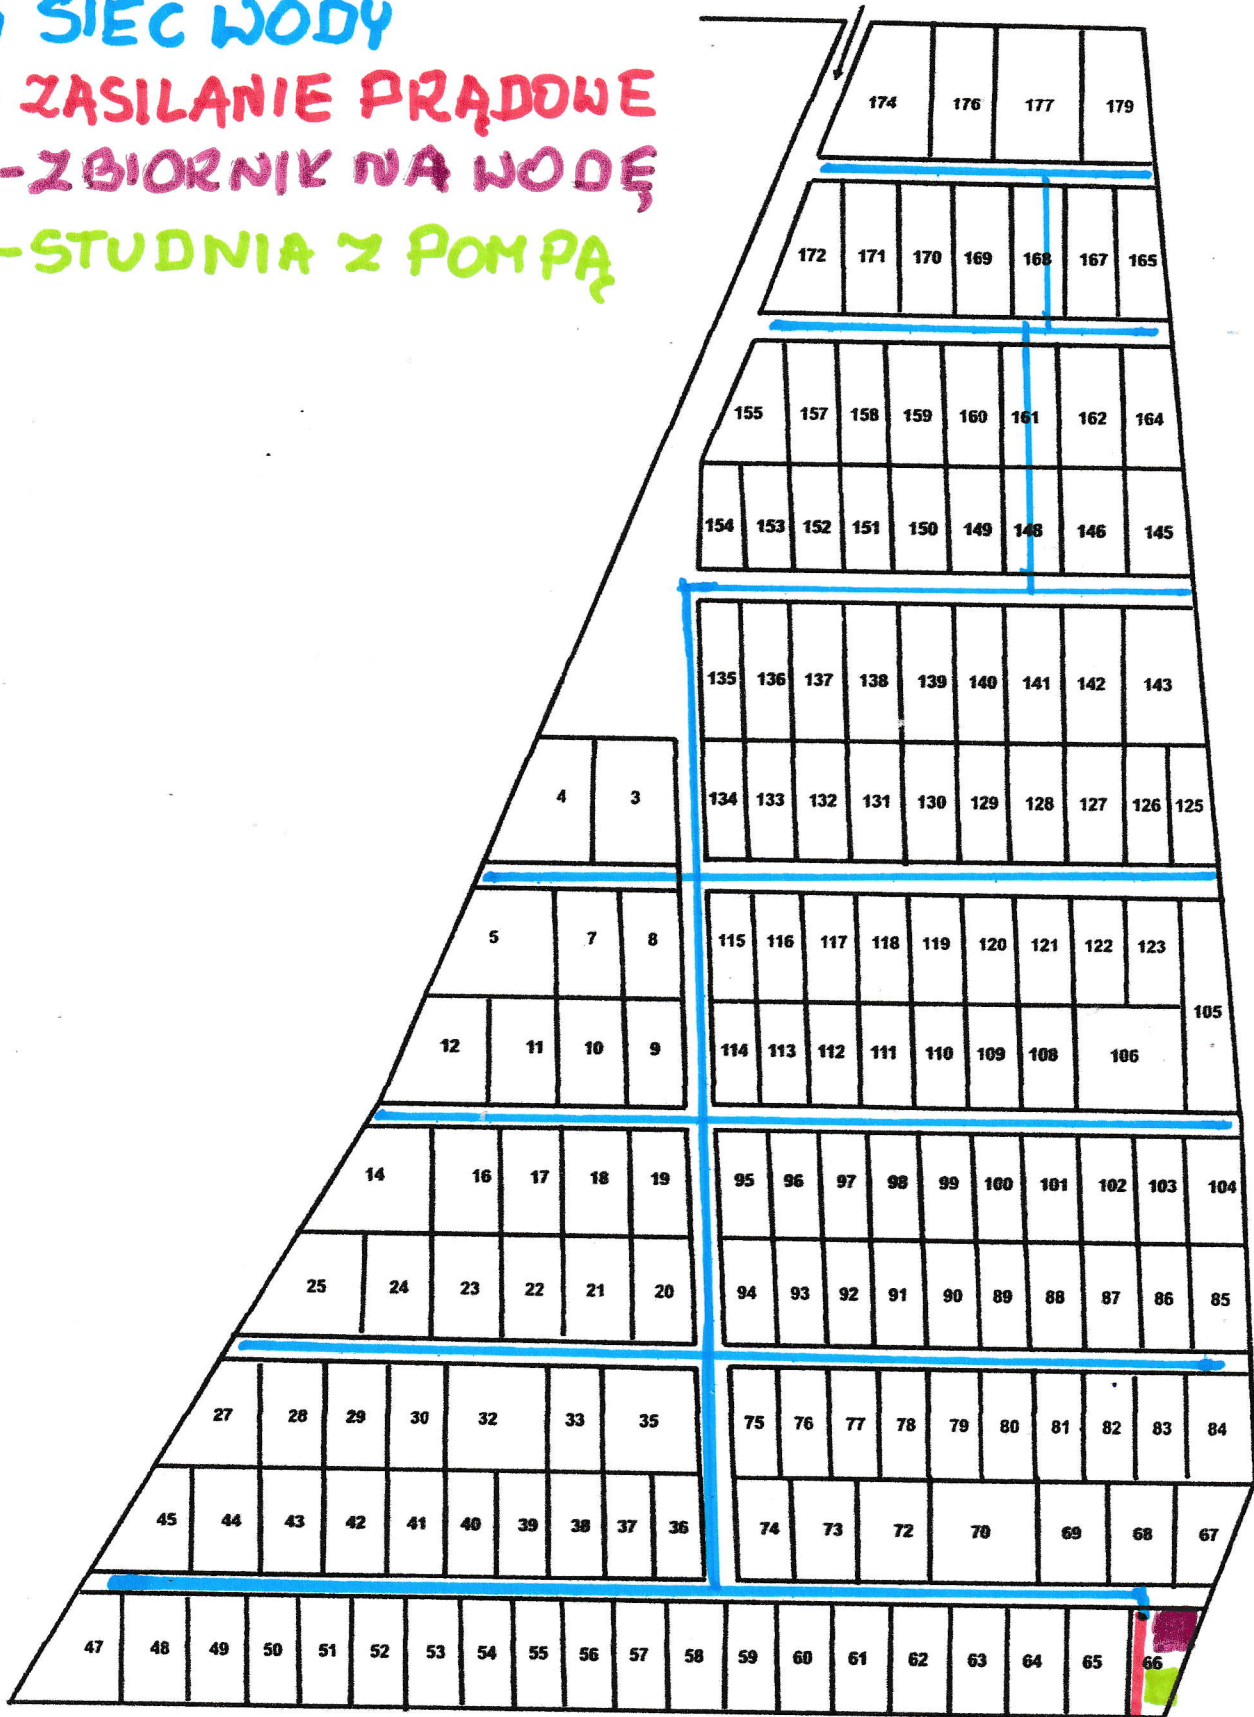 SIEĆ WODY
ZASILANIE PRĄDOWE
-ZBIORNIK NA WODĘ
-STUDNIA Z POMPĄ
174 176 177 179
172 171 170 169 168 167 165
155 157 158 159 160 161 162 164
154 153 152 151 150 149 148 146 145
135 136 137 138 139 140 141 142 143
4 3 134 133 132 131 130 129 128 127 126 125
5 7 8 115 116 117 118 119 120 121 122 123
105
12 11 10 9 114 113 112 111 110 109 108 106
14 16 17 18 19 95 96 97 98 99 100 101 102 103 104
25 24 23 22 21 20 94 93 92 91 90 89 88 87 86 85
27 28 29 30 32 33 35 75 76 77 78 79 80 81 82 83 84
45 44 43 42 41 40 39 38 37 36 74 73 72 70 69 68 67
47 48 49 50 51 52 53 54 55 56 57 58 59 60 61 62 63 64 65 66